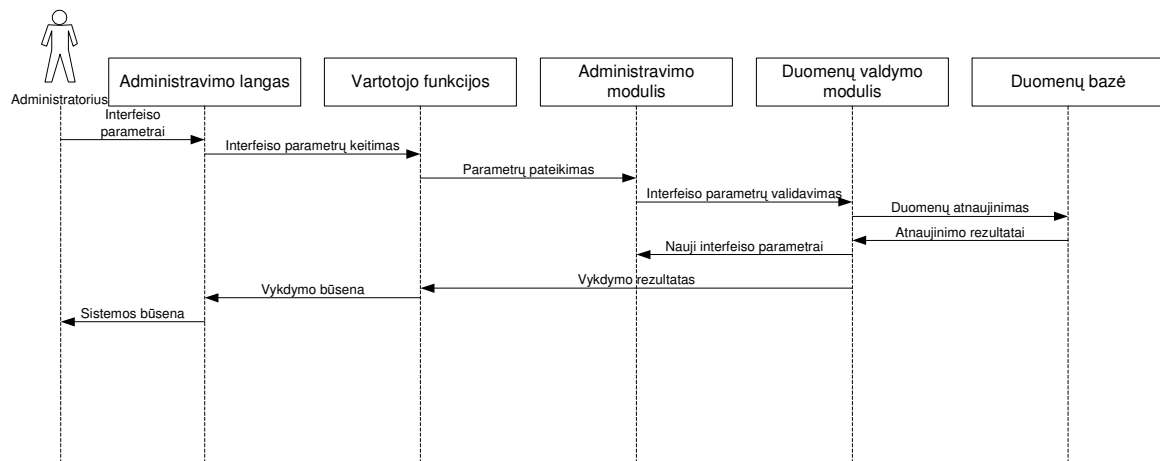 Administratorius
Administravimo langas
Vartotojo funkcijos
Administravimo
modulis
Duomenų valdymo
modulis
Duomenų bazė
Interfeiso
parametrai
Interfeiso parametrų keitimas
Parametrų pateikimas
Interfeiso parametrų validavimas
Duomenų atnaujinimas
Atnaujinimo rezultatai
Nauji interfeiso parametrai
Vykdymo rezultatas
Vykdymo būsena
Sistemos būsena